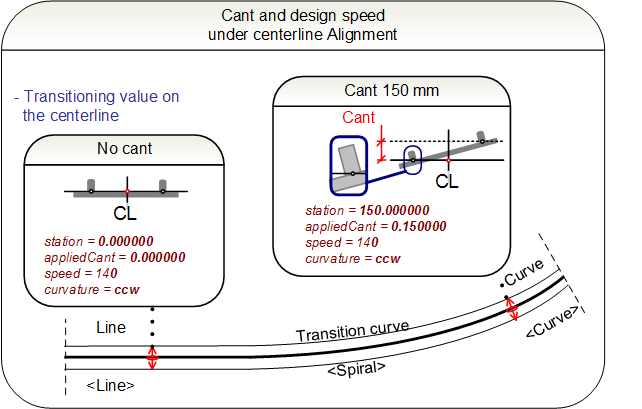 Cant and design speed
under centerline Alignment
- Transitioning value on
the centerline
No cant
CL
station = 0.000000
appliedCant = 0.000000
speed = 140
curvature = ccw
Cant 150 mm
Cant
CL
station = 150.000000
appliedCant = 0.150000
speed = 140
curvature = ccw
Line
Transition curve
Curve
<Line>
<Spiral>
<Curve>